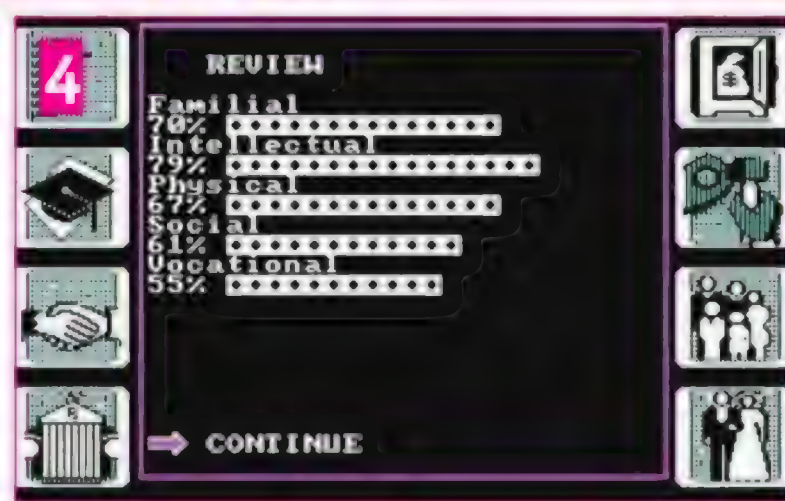 4
REVIEW
Familial
70%
Intellectual
79%
Physical
67%
Social
61%
Vocational
55%
CONTINUE
$